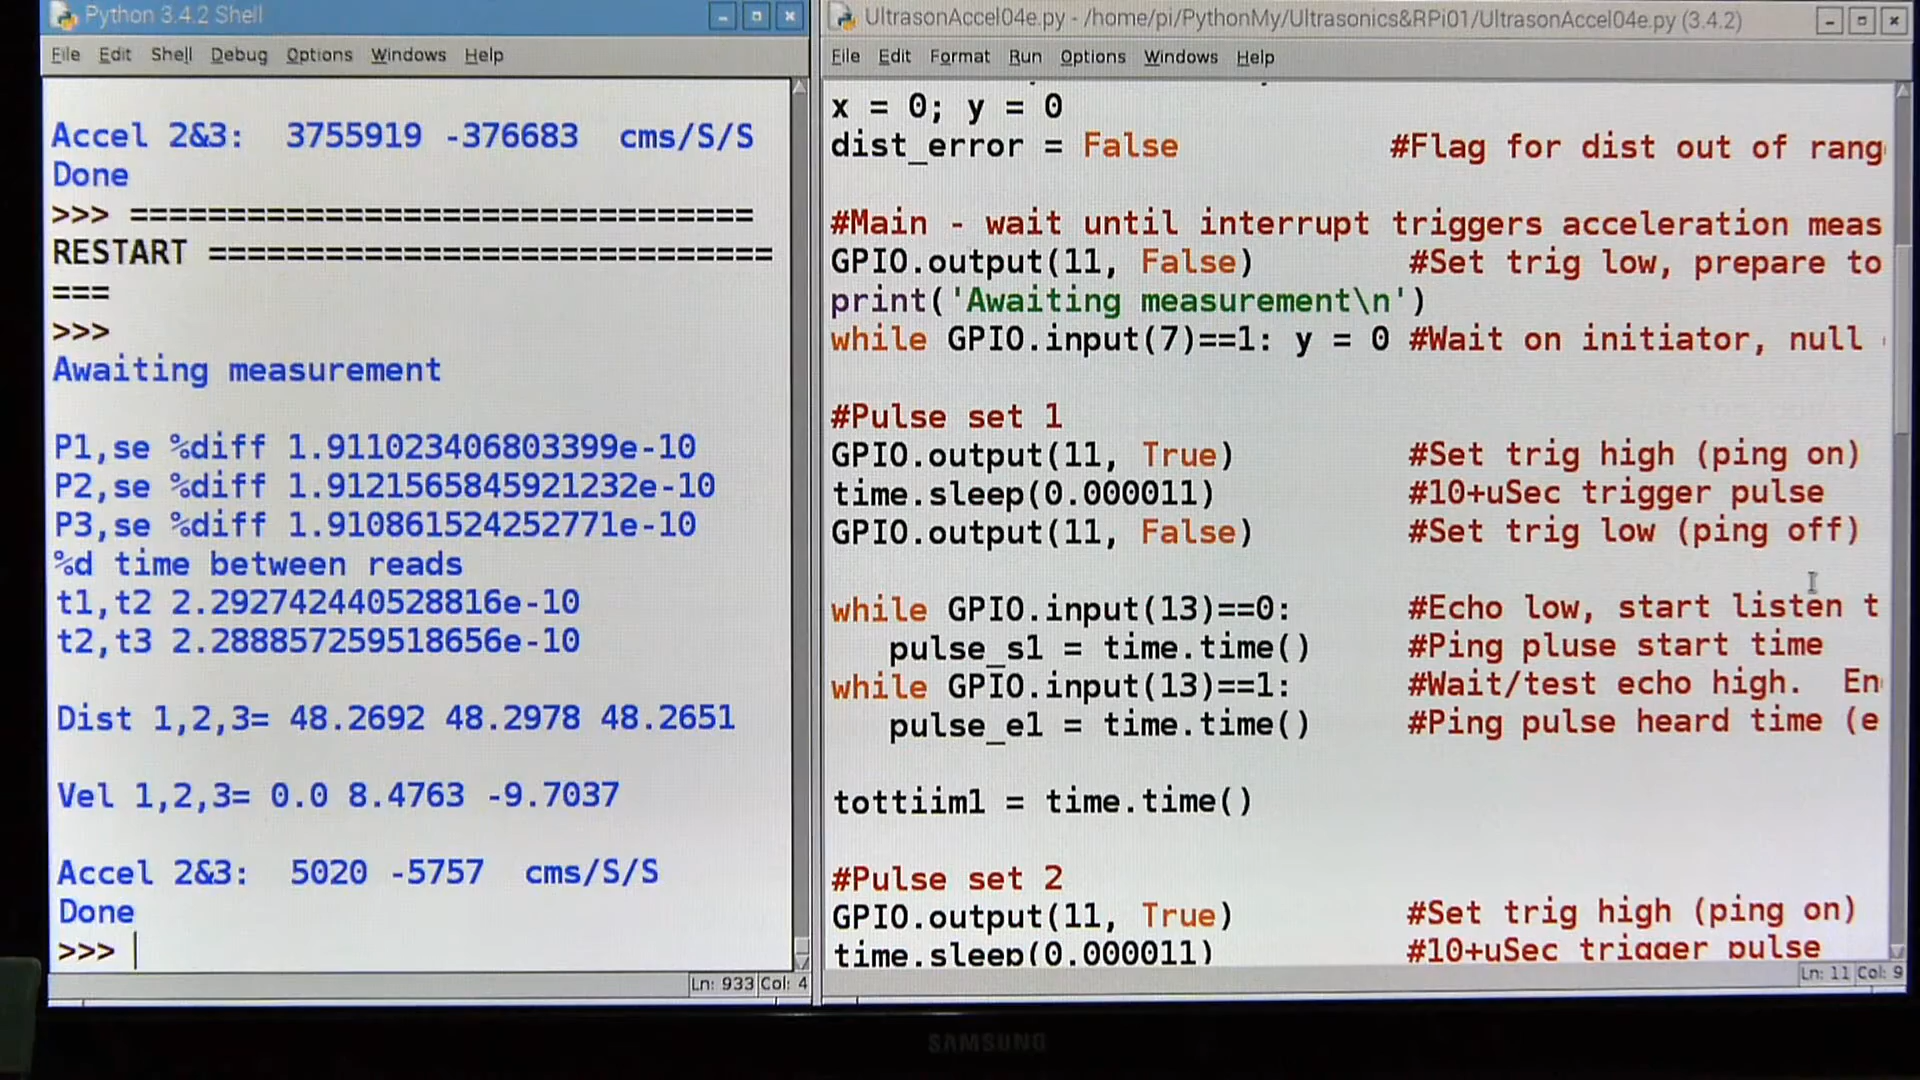 Python 3.4.2 Shell
File Edit Shell Debug Options Windows Help
Accel 2&3: 3755919 -376683 cms/S/S
Done
>>> ================================
RESTART =============================
===
>>>
Awaiting measurement
P1,se %diff 1.911023406803399e-10
P2,se %diff 1.9121565845921232e-10
P3,se %diff 1.910861524252771e-10
%d time between reads
t1,t2 2.292742440528816e-10
t2,t3 2.288857259518656e-10
Dist 1,2,3= 48.2692 48.2978 48.2651
Vel 1,2,3= 0.0 8.4763 -9.7037
Accel 2&3: 5020 -5757 cms/S/S
Done
>>>
Ln: 933 Col: 4
UltrasonAccel04e.py - /home/pi/PythonMy/Ultrasonics&RPi01/UltrasonAccel04e.py (3.4.2)
File Edit Format Run Options Windows Help
x = 0; y = 0
dist_error = False #Flag for dist out of rang
#Main - wait until interrupt triggers acceleration meas
GPIO.output(11, False) #Set trig low, prepare to
print('Awaiting measurement\n')
while GPIO.input(7)==1: y = 0 #Wait on initiator, null
#Pulse set 1
GPIO.output(11, True) #Set trig high (ping on)
time.sleep(0.000011) #10+uSec trigger pulse
GPIO.output(11, False) #Set trig low (ping off)
while GPIO.input(13)==0: #Echo low, start listen t
pulse_s1 = time.time() #Ping pluse start time
while GPIO.input(13)==1: #Wait/test echo high. En
pulse_e1 = time.time() #Ping pulse heard time (e
tottiim1 = time.time()
#Pulse set 2
GPIO.output(11, True) #Set trig high (ping on)
time.sleep(0.000011) #10+uSec trigger pulse
Ln: 11 Col: 9
SAMSUNG